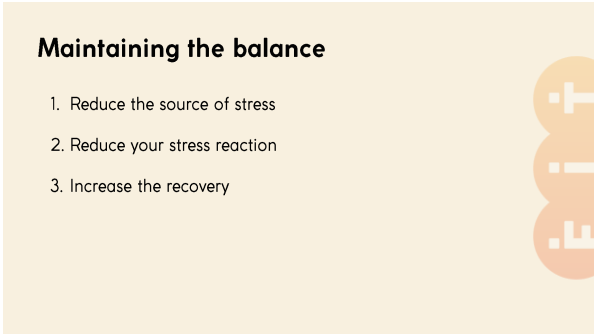 Maintaining the balance
1. Reduce the source of stress
2. Reduce your stress reaction
3. Increase the recovery